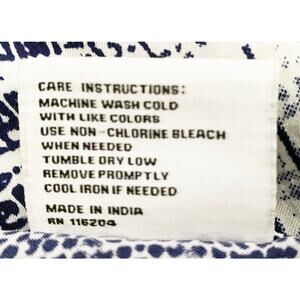 CARE INSTRUCTIONS:
MACHINE WASH COLD
WITH LIKE COLORS
USE NON-CHLORINE BLEACH
WHEN NEEDED
TUMBLE DRY LOW
REMOVE PROMPTLY
COOL IRON IF NEEDED
MADE IN INDIA
RN 116204